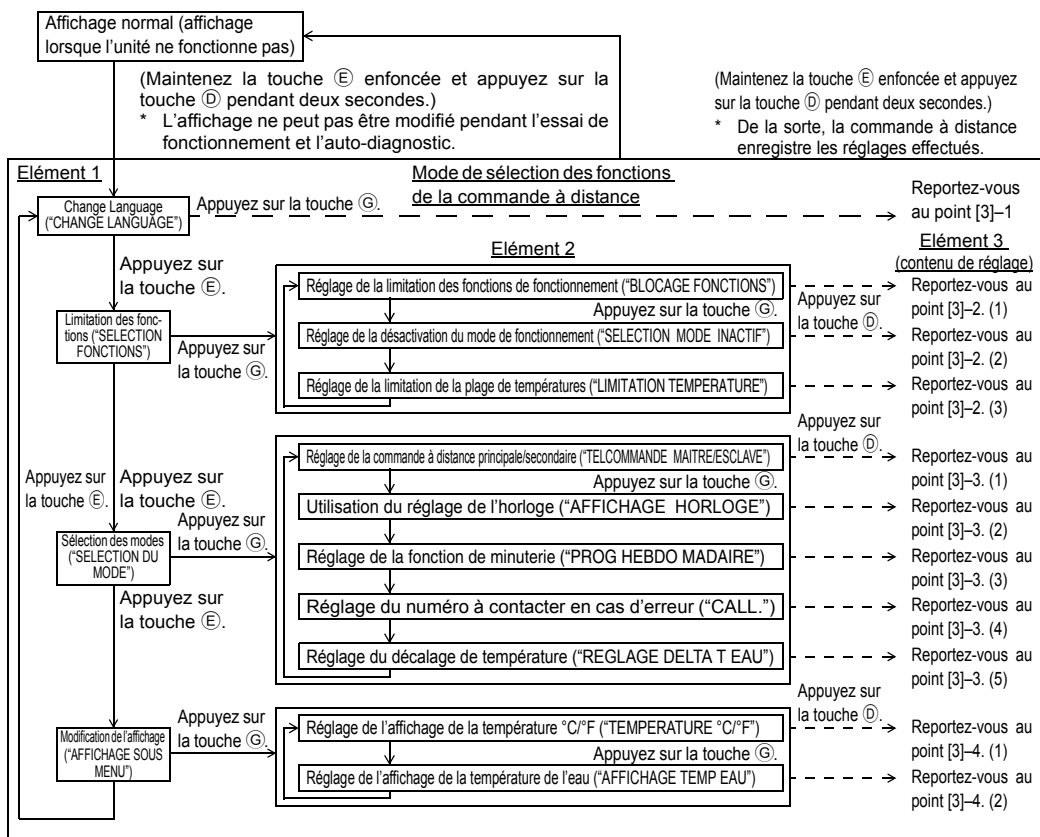 Affichage normal (affichage
lorsque l'unité ne fonctionne pas)
(Maintenez la touche Ⓔ enfoncée et appuyez sur la
touche Ⓓ pendant deux secondes.)
* L'affichage ne peut pas être modifié pendant l'essai de
fonctionnement et l'auto-diagnostic.
(Maintenez la touche Ⓔ enfoncée et appuyez
sur la touche Ⓓ pendant deux secondes.)
* De la sorte, la commande à distance
enregistre les réglages effectués.
Elément 1
Mode de sélection des fonctions
de la commande à distance
Change Language
("CHANGE LANGUAGE")
Appuyez sur la touche Ⓖ.
Reportez-vous
au point [3]–1
Appuyez sur
la touche Ⓔ.
Elément 2
Elément 3
(contenu de réglage)
Limitation des fonc-
tions ("SELECTION
FONCTIONS")
Appuyez sur
la touche Ⓖ.
Réglage de la limitation des fonctions de fonctionnement ("BLOCAGE FONCTIONS")
Appuyez sur la touche Ⓖ.
Appuyez sur
la touche Ⓓ.
Reportez-vous au
point [3]–2. (1)
Réglage de la désactivation du mode de fonctionnement ("SELECTION MODE INACTIF")
Reportez-vous au
point [3]–2. (2)
Réglage de la limitation de la plage de températures ("LIMITATION TEMPERATURE")
Reportez-vous au
point [3]–2. (3)
Appuyez sur
la touche Ⓔ.
Appuyez sur
la touche Ⓔ.
Sélection des modes
("SELECTION DU
MODE")
Appuyez sur
la touche Ⓖ.
Appuyez sur
la touche Ⓓ.
Réglage de la commande à distance principale/secondaire ("TELCOMMANDE MAITRE/ESCLAVE")
Appuyez sur la touche Ⓖ.
Reportez-vous au
point [3]–3. (1)
Utilisation du réglage de l'horloge ("AFFICHAGE HORLOGE")
Reportez-vous au
point [3]–3. (2)
Réglage de la fonction de minuterie ("PROG HEBDO MADAIRE")
Reportez-vous au
point [3]–3. (3)
Réglage du numéro à contacter en cas d'erreur ("CALL.")
Reportez-vous au
point [3]–3. (4)
Réglage du décalage de température ("REGLAGE DELTA T EAU")
Reportez-vous au
point [3]–3. (5)
Appuyez sur
la touche Ⓔ.
Modification de l'affichage
("AFFICHAGE SOUS
MENU")
Appuyez sur
la touche Ⓖ.
Appuyez sur
la touche Ⓓ.
Réglage de l'affichage de la température °C/°F ("TEMPERATURE °C/°F")
Appuyez sur la touche Ⓖ.
Reportez-vous au
point [3]–4. (1)
Réglage de l'affichage de la température de l'eau ("AFFICHAGE TEMP EAU")
Reportez-vous au
point [3]–4. (2)